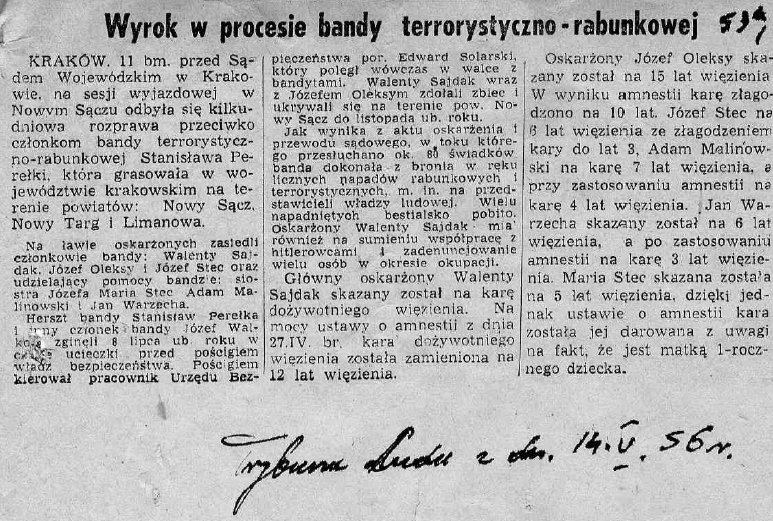 Wyrok w procesie bandy terrorystyczno-rabunkowej
KRAKÓW. 11 bm. przed Są-
dem Wojewódzkim w Krako-
wie, na sesji wyjazdowej w
Nowym Sączu odbyła się kilku-
dniowa rozprawa przeciwko
członkom bandy terrorystycz-
no-rabunkowej Stanisława Pe-
rełki, która grasowała w wo-
jewództwie krakowskim na te-
renie powiatów: Nowy Sącz,
Nowy Targ i Limanowa.
Na ławie oskarżonych zasiedli
członkowie bandy: Walenty Saj-
dak, Józef Oleksy i Józef Stec oraz
udzielający pomocy bandzie: sio-
stra Józefa Maria Stec Adam Ma-
linowski i Jan Warzecha.
Herszt bandy Stanisław Perełka
i inny członek bandy Józef Wal-
zginęli 8 lipca ub. roku w
ucieczki przed pościgiem
władz bezpieczeństwa. Pościgiem
kierował pracownik Urzędu Bez-
pieczeństwa por. Edward Solarski,
który poległ wówczas w walce z
bandytami. Walenty Sajdak wraz
z Józefem Oleksym zdołali zbiec i
ukrywali się na terenie pow. No-
wy Sącz do listopada ub. roku.
Jak wynika z aktu oskarżenia i
przewodu sądowego, w toku które-
go przesłuchano ok. 80 świadków
banda dokonała z bronią w ręku
licznych napadów rabunkowych i
terrorystycznych, m. in. na przed-
stawicieli władzy ludowej. Wielu
napadniętych bestialsko pobito.
Oskarżony Walenty Sajdak mia'
również na sumieniu współpracę z
hitlerowcami i zadenuncjowanie
wielu osób w okresie okupacji.
Główny oskarżony Walenty
Sajdak skazany został na karę
dożywotniego więzienia. Na
mocy ustawy o amnestii z dnia
27.IV. br. kara dożywotniego
więzienia została zamieniona na
12 lat więzienia.
Oskarżony Józef Oleksy ska-
zany został na 15 lat więzienia
W wyniku amnestii karę złago-
dzono na 10 lat. Józef Stec na
6 lat więzienia ze złagodzeniem
kary do lat 3, Adam Malinow-
ski na karę 7 lat więzienia, a
przy zastosowaniu amnestii na
karę 4 lat więzienia. Jan Wa-
rzecha skazany został na 6 lat
więzienia, a po zastosowaniu
amnestii na karę 3 lat więzie-
nia. Maria Stec skazana została
na 5 lat więzienia, dzięki jed-
nak ustawie o amnestii kara
została jej darowana z uwagi
na fakt, że jest matką 1-rocz-
nego dziecka.
Trybuna Ludu z dn. 14.V.56 r.